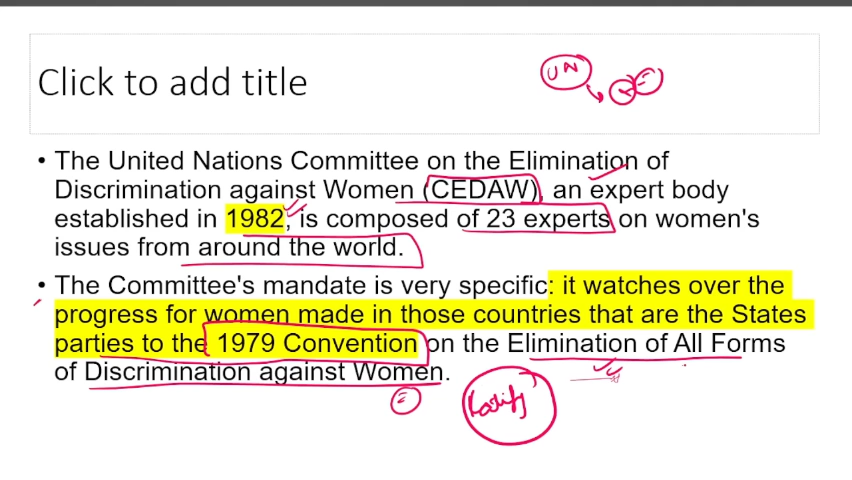 Click to add title
UN
• The United Nations Committee on the Elimination of
Discrimination against Women (CEDAW), an expert body
established in 1982, is composed of 23 experts on women's
issues from around the world.
• The Committee's mandate is very specific: it watches over the
progress for women made in those countries that are the States
parties to the 1979 Convention on the Elimination of All Forms
of Discrimination against Women.
Ratify